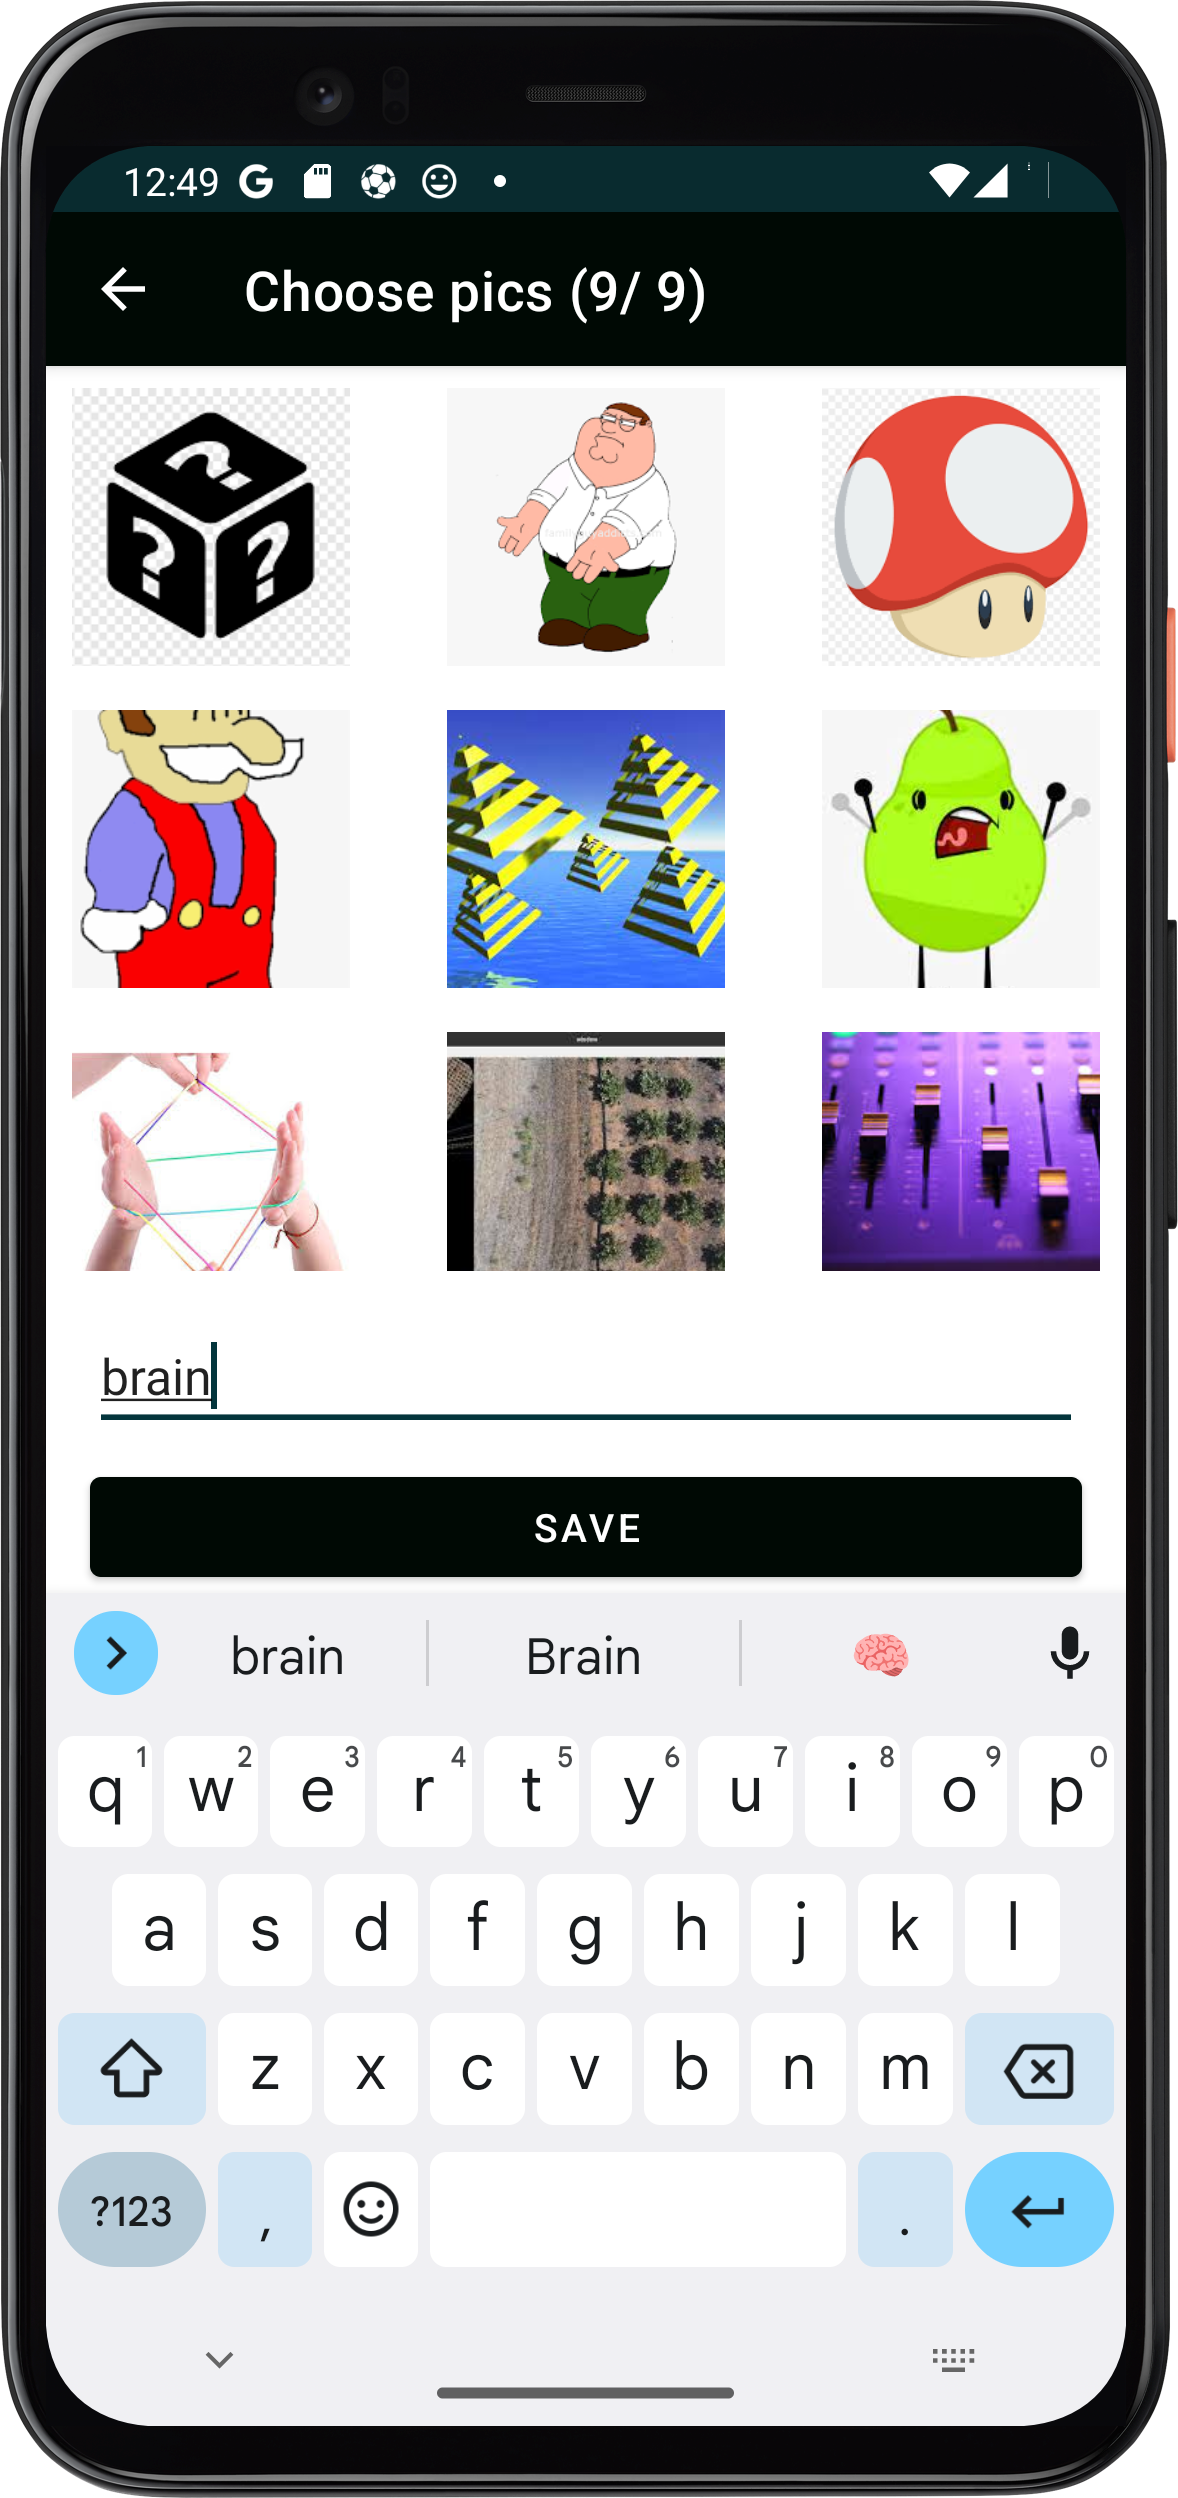 12:49
Choose pics (9/ 9)
? ? ?
window
brain
SAVE
brain Brain
q 1 w 2 e 3 r 4 t 5 y 6 u 7 i 8 o 9 p 0
a s d f g h j k l
z x c v b n m
?123 , .